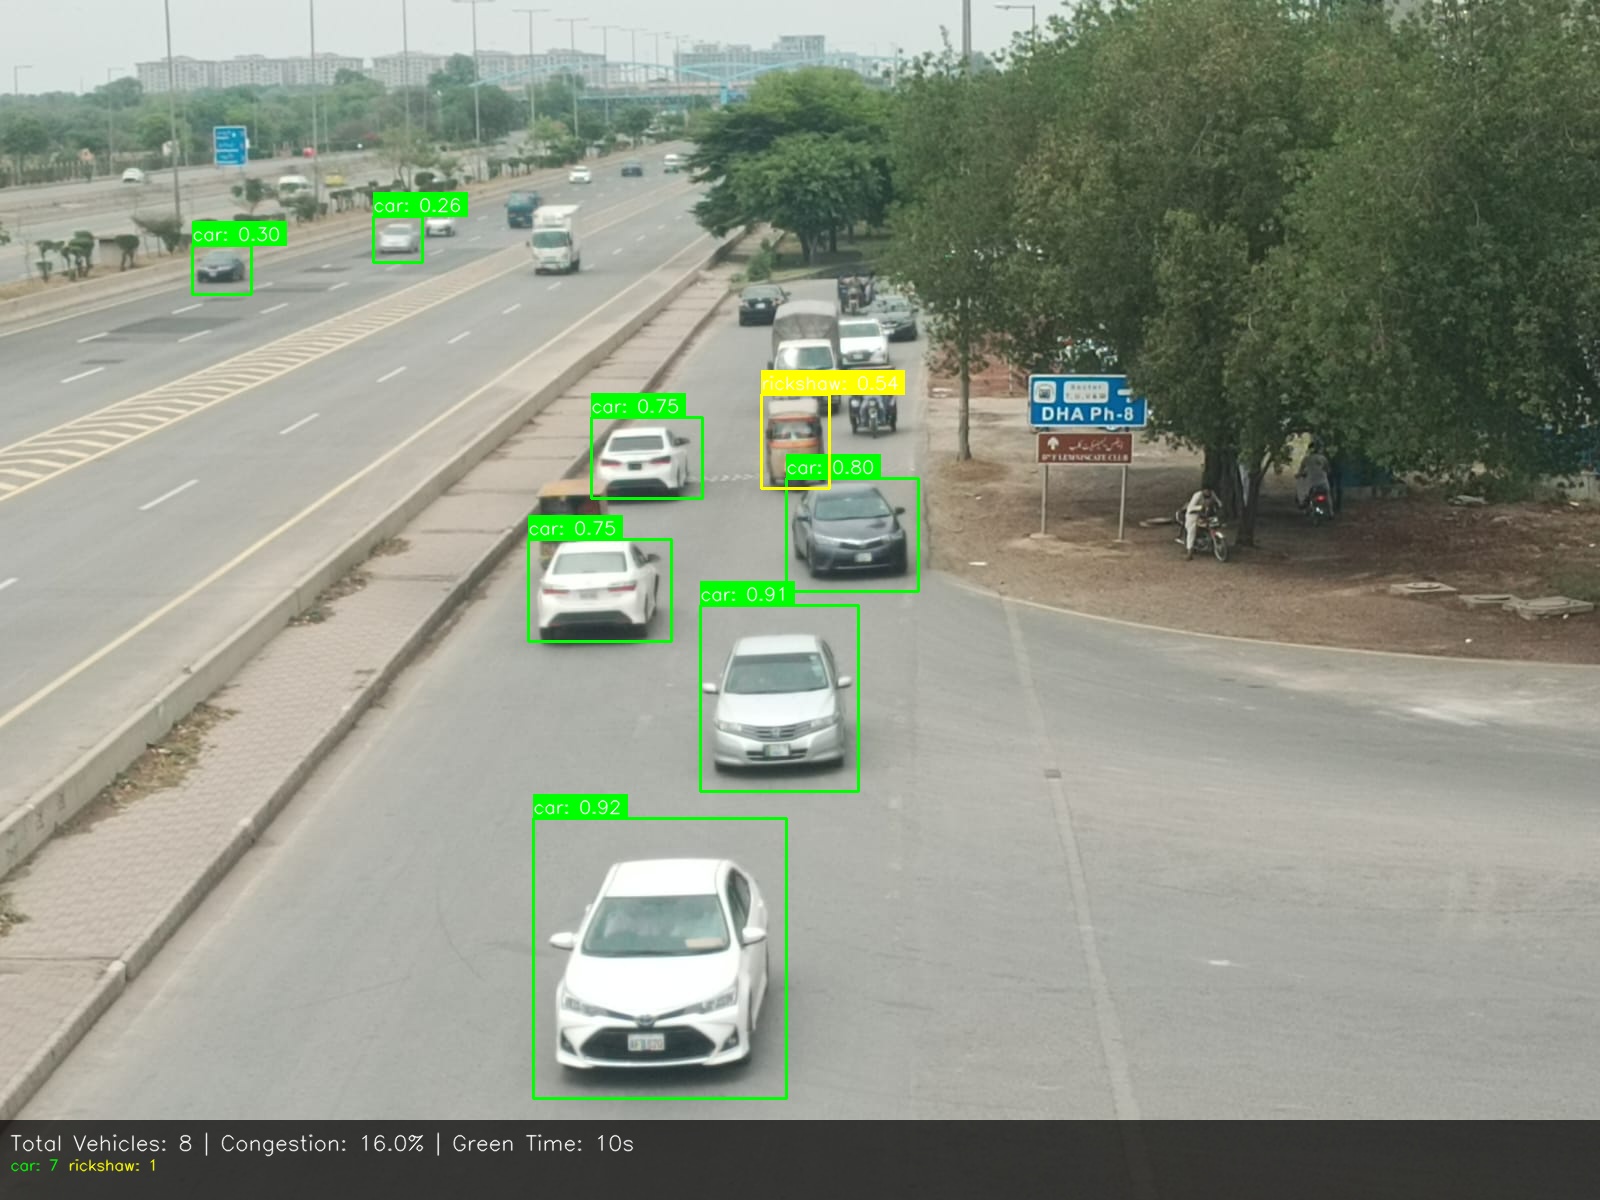 car: 0.26
car: 0.30
rickshaw: 0.54
car: 0.75
DHA Ph-8
car: 0.80
car: 0.75
car: 0.91
car: 0.92
Total Vehicles: 8 | Congestion: 16.0% | Green Time: 10s
car: 7 rickshaw: 1